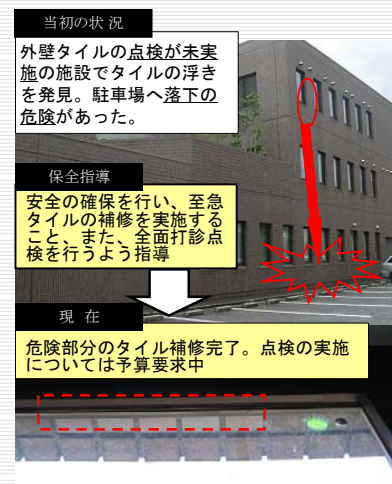 当初の状 況
外壁タイルの点検が未実
施の施設でタイルの浮き
を発見。駐車場へ落下の
危険があった。
保全指導
安全の確保を行い、至急
タイルの補修を実施する
こと、また、全面打診点
検を行うよう指導
現 在
危険部分のタイル補修完了。点検の実施
については予算要求中